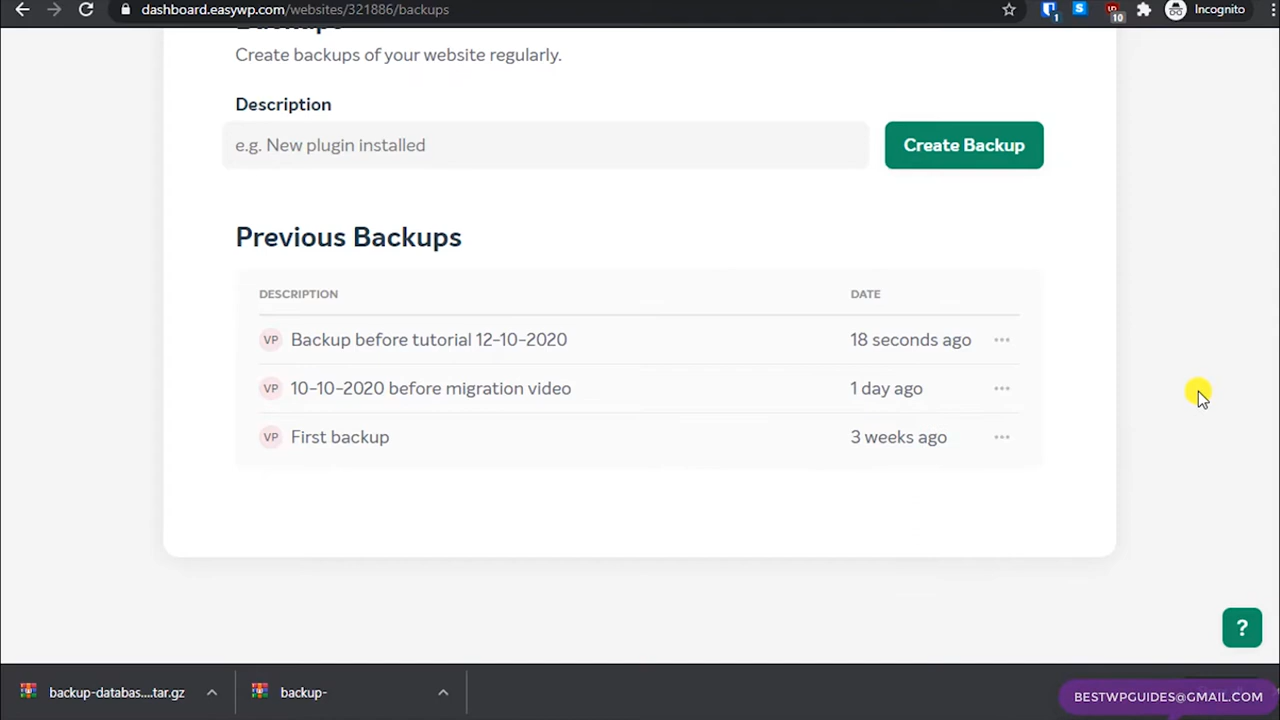 dashboard.easywp.com/websites/321886/backups
1
S
10
Incognito
Backups
Create backups of your website regularly.
Description
e.g. New plugin installed
Create Backup
Previous Backups
DESCRIPTION DATE
VP Backup before tutorial 12-10-2020 18 seconds ago
VP 10-10-2020 before migration video 1 day ago
VP First backup 3 weeks ago
?
backup-databas....tar.gz
backup-
BESTWPGUIDES@GMAIL.COM